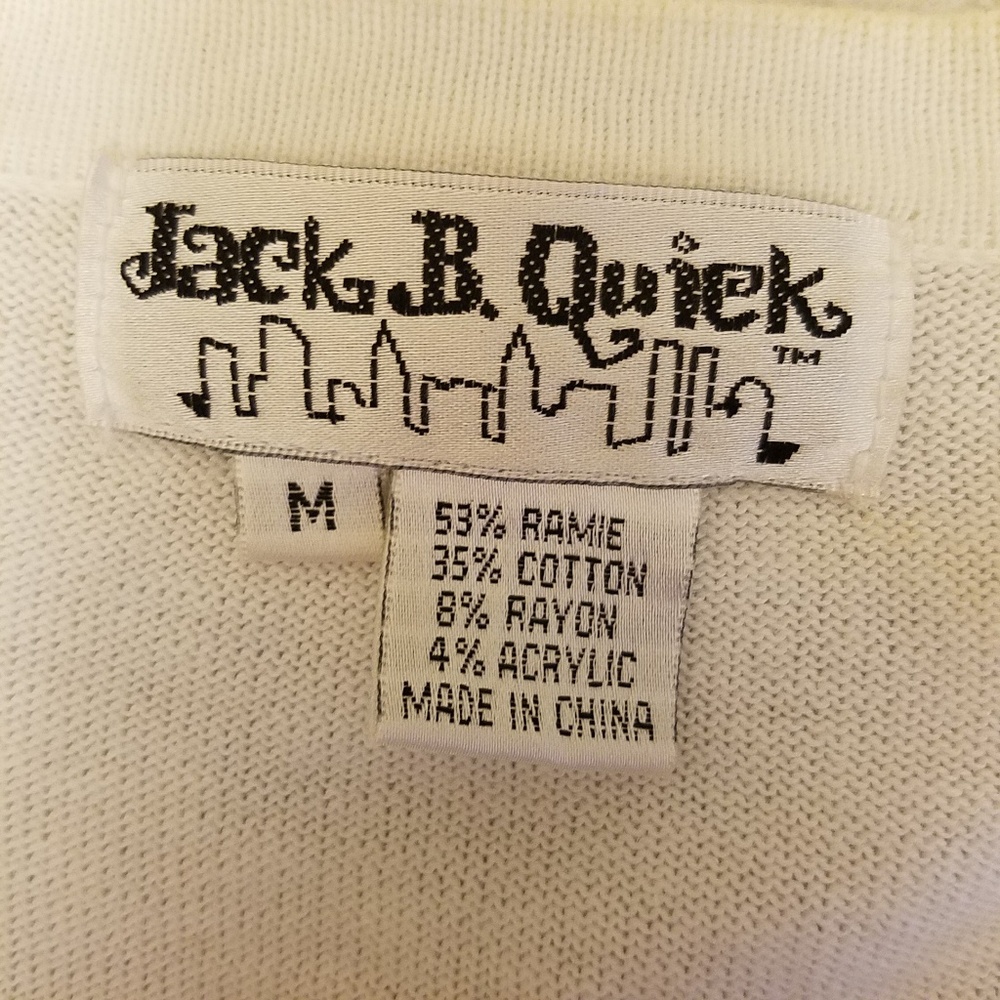 Jack B. Quick
™
M
53% RAMIE
35% COTTON
8% RAYON
4% ACRYLIC
MADE IN CHINA